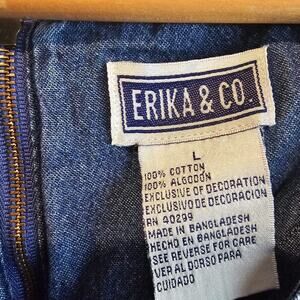 ERIKA & CO.
L
100% COTTON
100% ALGODON
EXCLUSIVE OF DECORATION
EXCLUSIVO DE DECORACION
RN 40299
MADE IN BANGLADESH
HECHO EN BANGLADESH
SEE REVERSE FOR CARE
VER AL DORSO PARA
CUIDADO